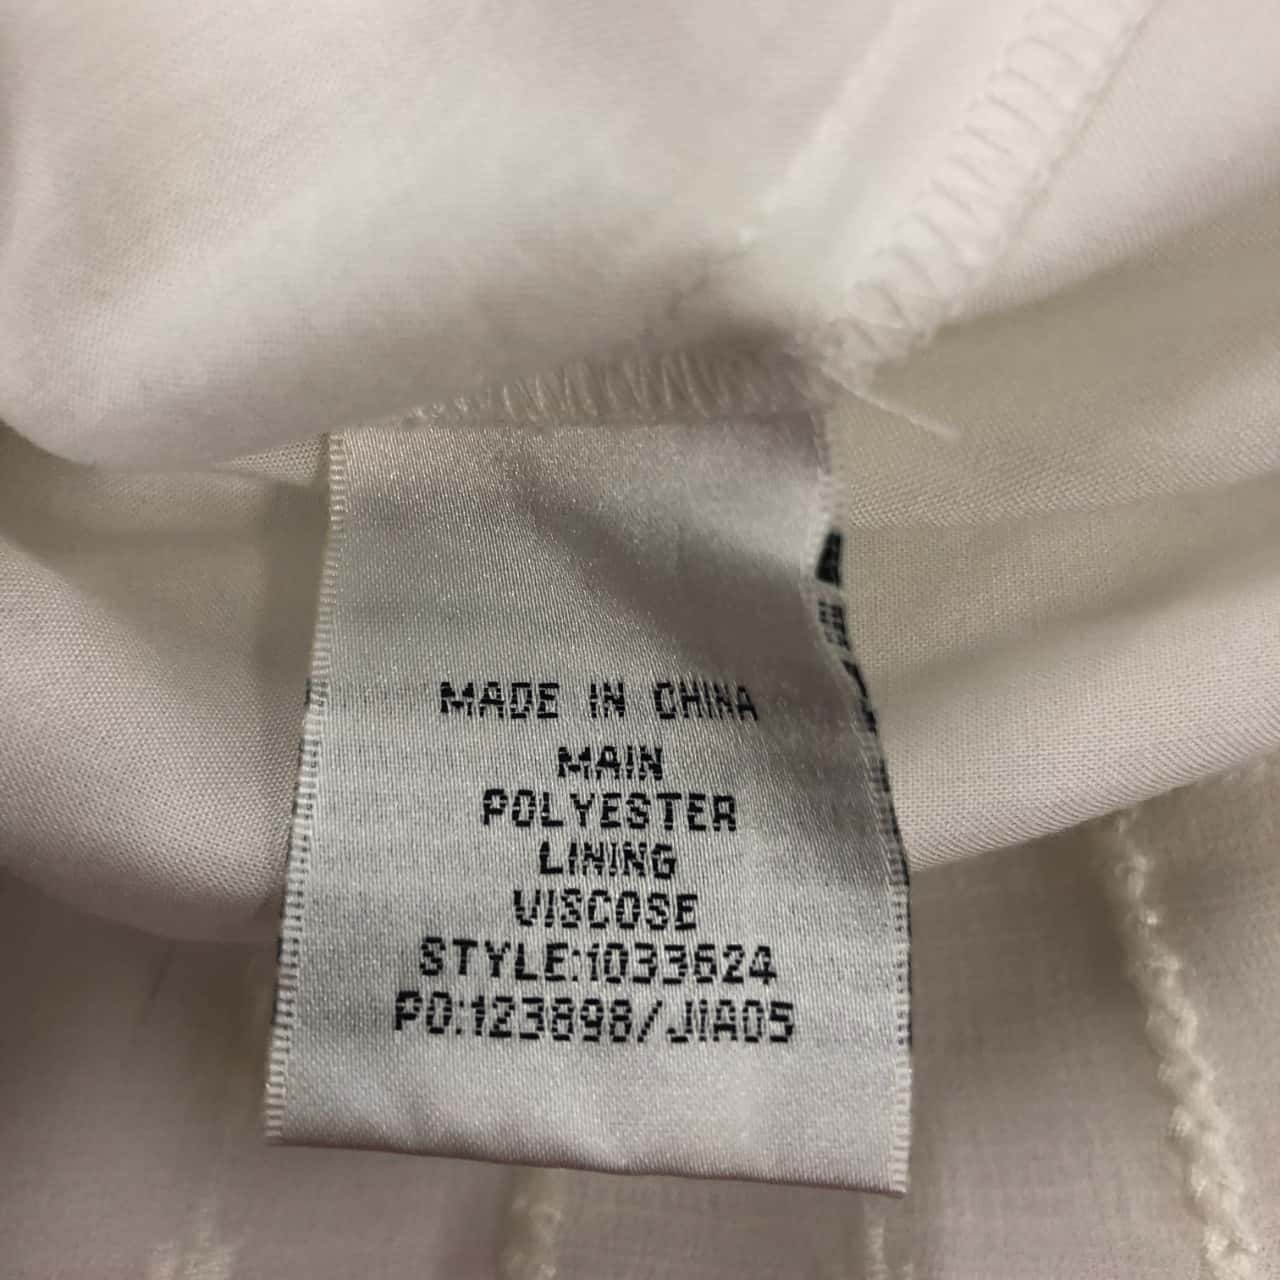 MADE IN CHINA
MAIN
POLYESTER
LINING
VISCOSE
STYLE:1033624
PO:123898/JIA05